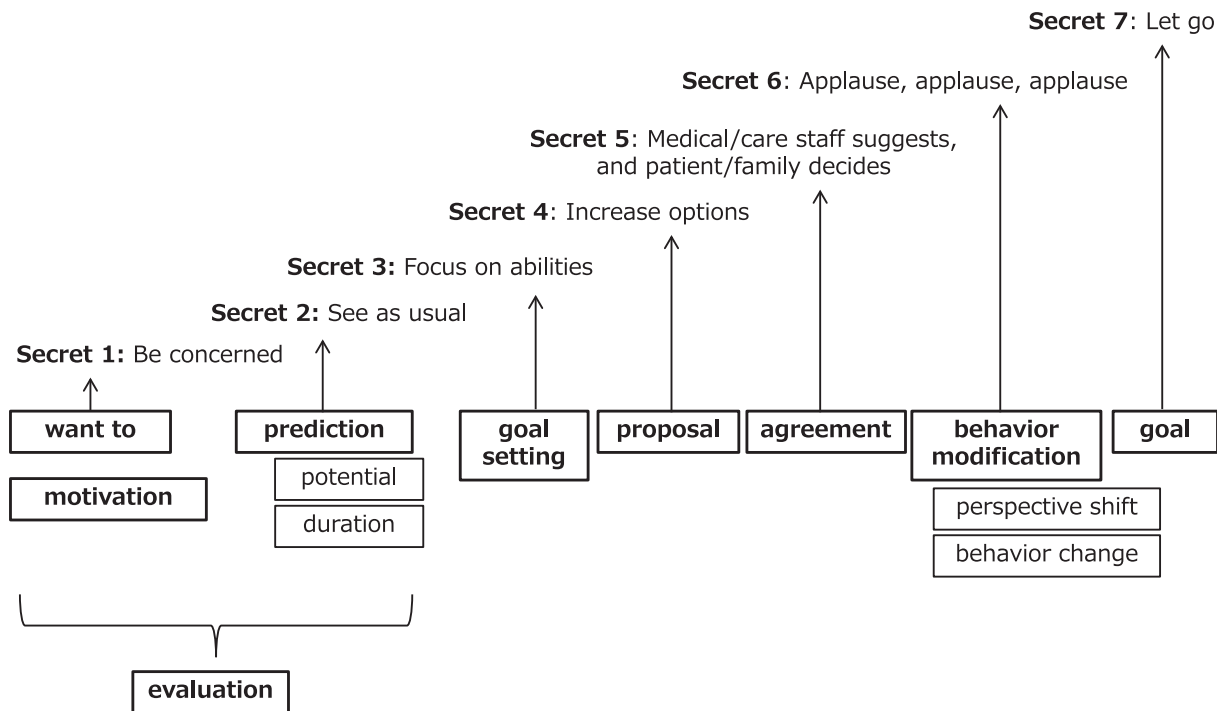 Secret 7: Let go
Secret 6: Applause, applause, applause
Secret 5: Medical/care staff suggests,
and patient/family decides
Secret 4: Increase options
Secret 3: Focus on abilities
Secret 2: See as usual
Secret 1: Be concerned
want to
motivation
prediction
potential
duration
goal
setting
proposal
agreement
behavior
modification
perspective shift
behavior change
goal
evaluation